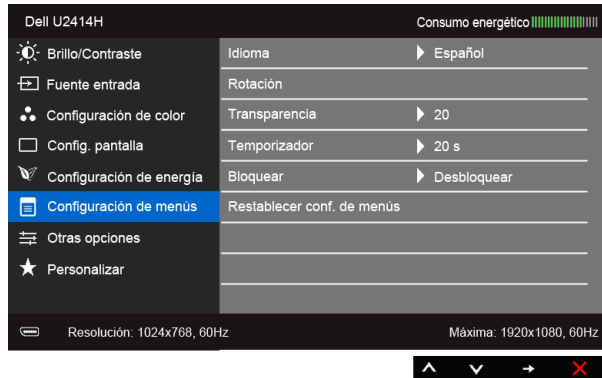 Dell U2414H Consumo energético
Brillo/Contraste Idioma Español
Fuente entrada Rotación
Configuración de color Transparencia 20
Config. pantalla Temporizador 20 s
Configuración de energía Bloquear Desbloquear
Configuración de menús Restablecer conf. de menús
Otras opciones
Personalizar
Resolución: 1024x768, 60Hz Máxima: 1920x1080, 60Hz